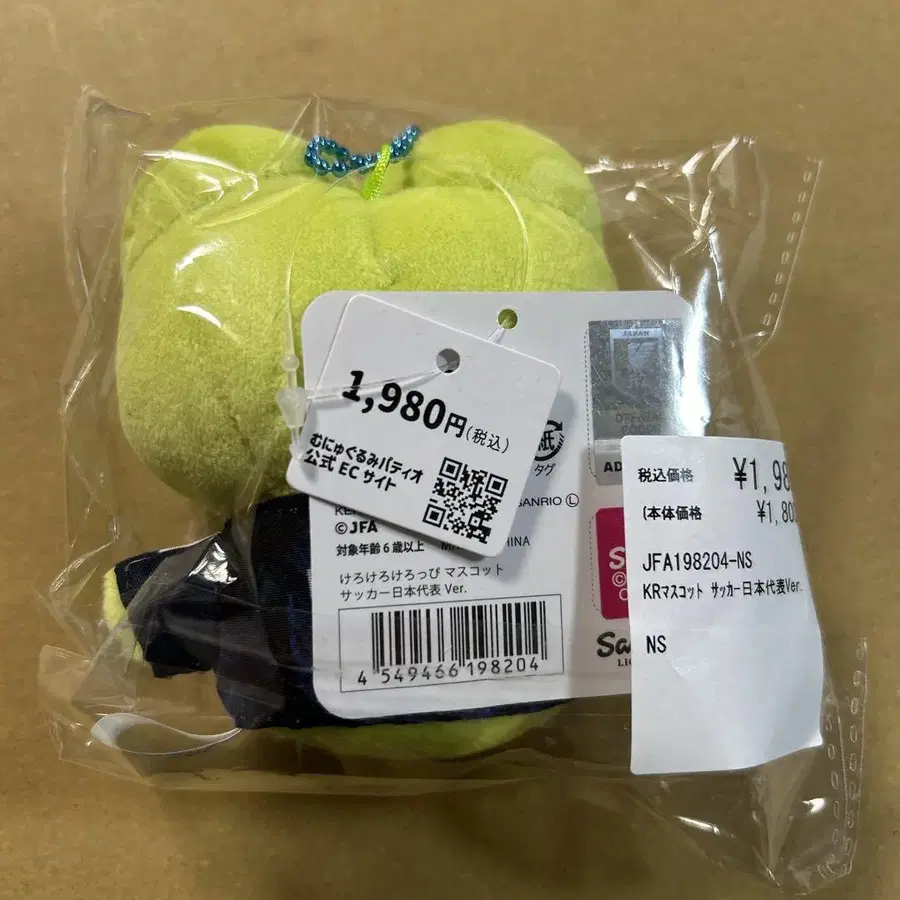 1,980円(税込)
むにゅぐるみパティオ
公式ECサイト
紙
タグ
JAPAN
SANRIO Ⓛ
©JFA
対象年齢6歳以上
けろけろけろっぴ マスコット
サッカー日本代表 Ver.
4 549466 198204
税込価格 ¥1,98
(本体価格 ¥1,80
JFA198204-NS
KRマスコット サッカー日本代表Ver.
NS